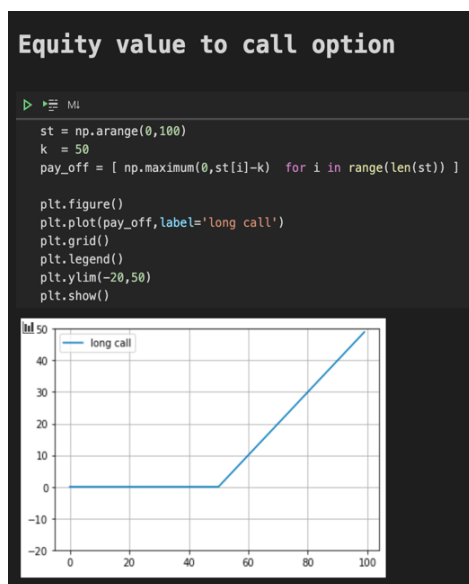 Equity value to call option
M↓
st = np.arange(0,100)
k  = 50
pay_off = [ np.maximum(0,st[i]-k)  for i in range(len(st)) ]
plt.figure()
plt.plot(pay_off,label='long call')
plt.grid()
plt.legend()
plt.ylim(-20,50)
plt.show()
50
long call
40
30
20
10
0
−10
−20
0 20 40 60 80 100